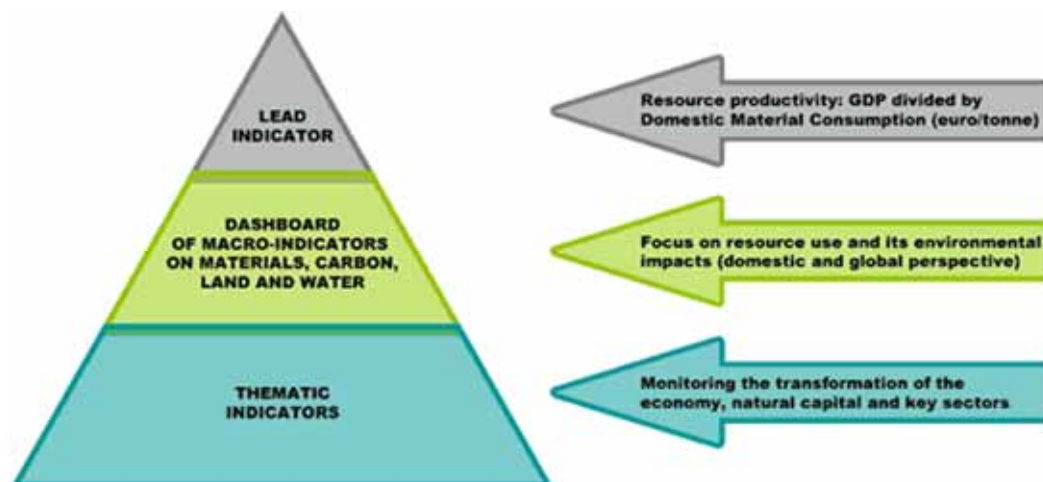 LEAD
INDICATOR
Resource productivity: GDP divided by
Domestic Material Consumption (euro/tonne)
DASHBOARD
OF MACRO-INDICATORS
ON MATERIALS, CARBON,
LAND AND WATER
Focus on resource use and its environmental
impacts (domestic and global perspective)
THEMATIC
INDICATORS
Monitoring the transformation of the
economy, natural capital and key sectors